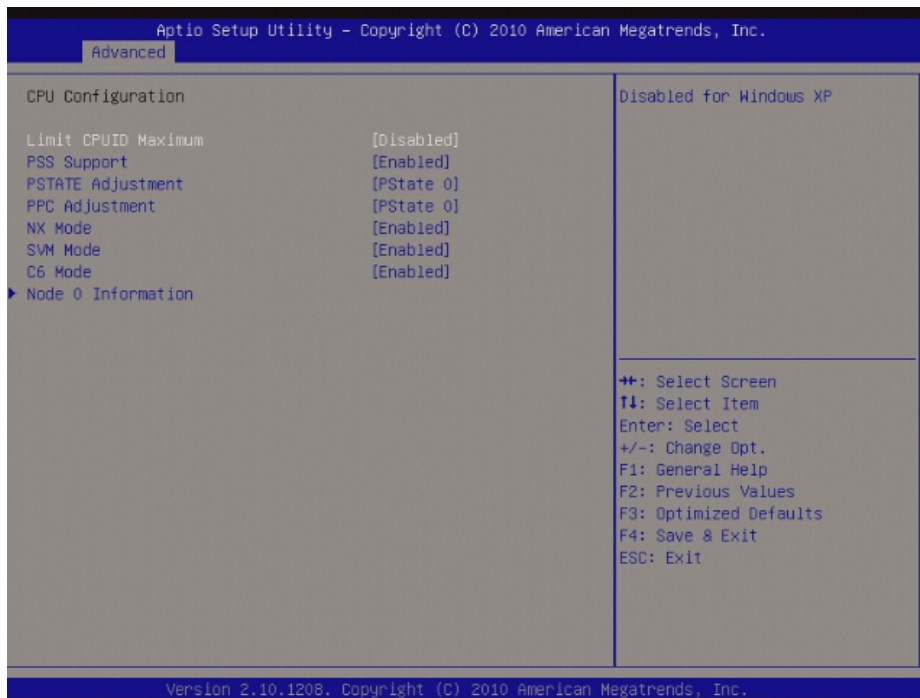 Aptio Setup Utility – Copyright (C) 2010 American Megatrends, Inc.
Advanced
CPU Configuration
Limit CPUID Maximum [Disabled]
PSS Support [Enabled]
PSTATE Adjustment [PState 0]
PPC Adjustment [PState 0]
NX Mode [Enabled]
SVM Mode [Enabled]
C6 Mode [Enabled]
Node 0 Information
Disabled for Windows XP
→←: Select Screen
↑↓: Select Item
Enter: Select
+/-: Change Opt.
F1: General Help
F2: Previous Values
F3: Optimized Defaults
F4: Save & Exit
ESC: Exit
Version 2.10.1208. Copyright (C) 2010 American Megatrends, Inc.